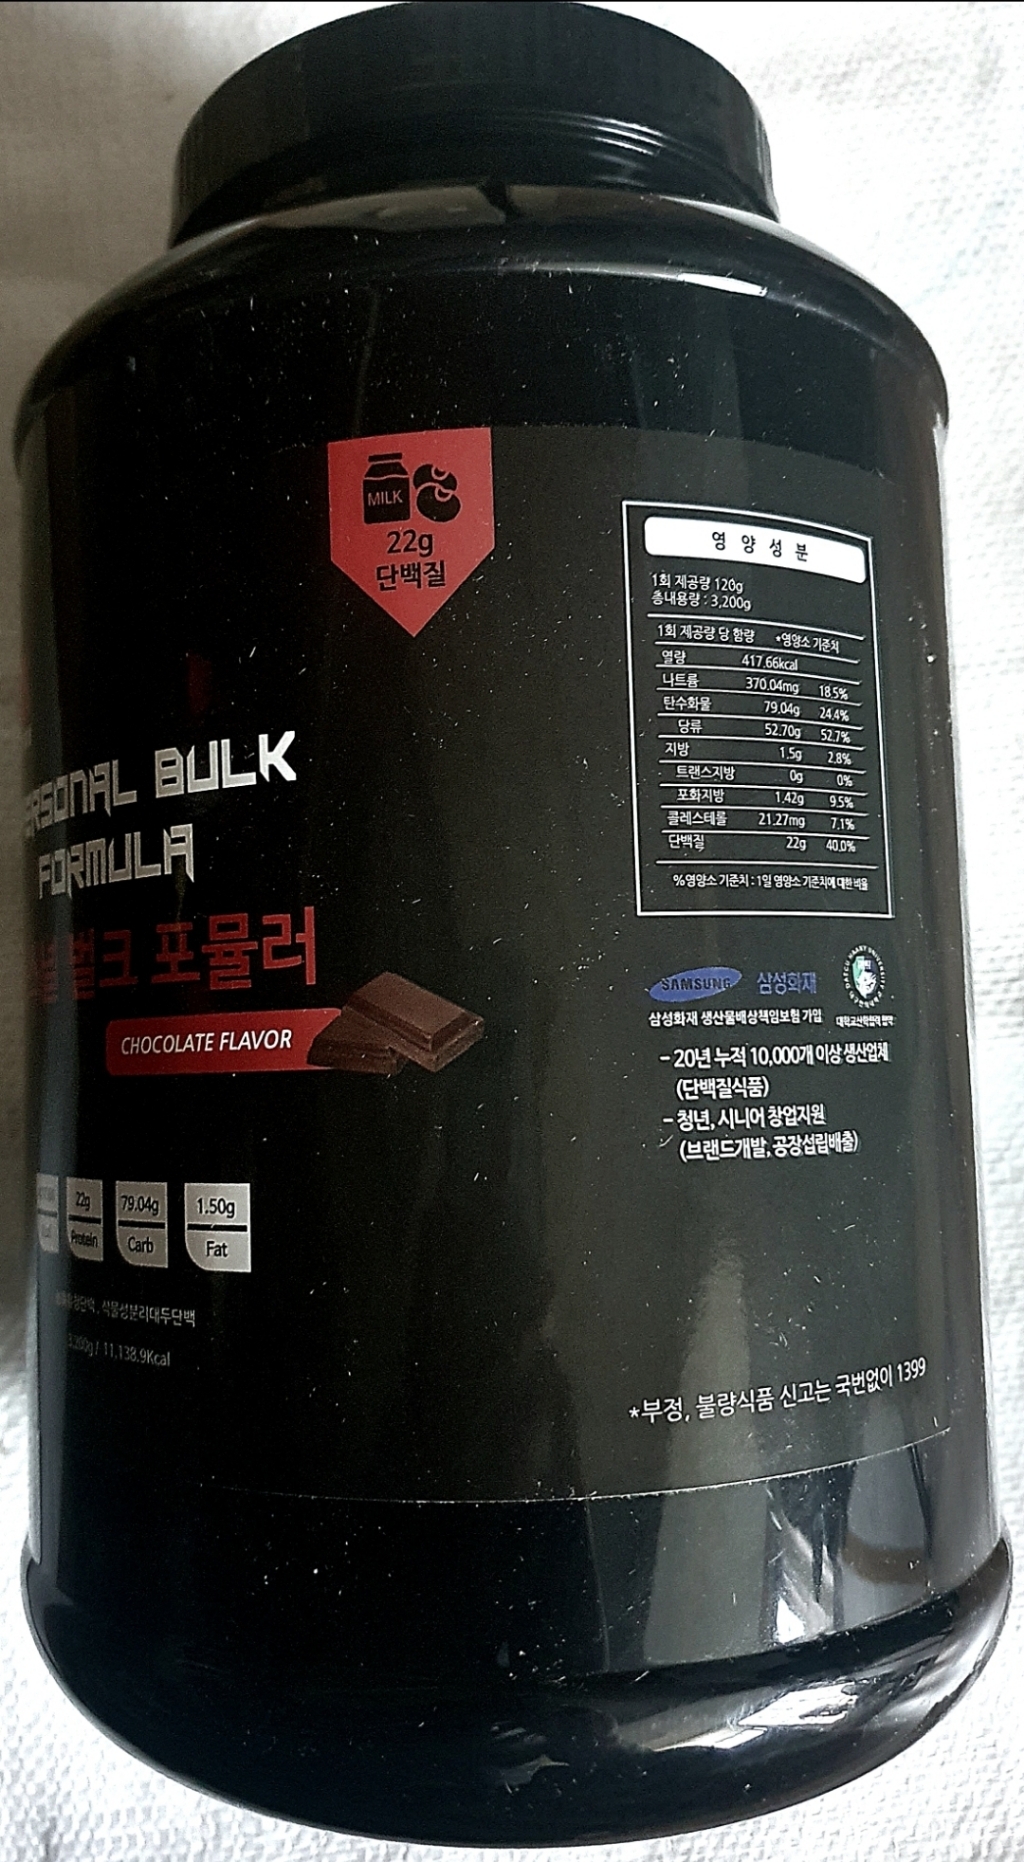 MILK
22g
단백질
BULK
FORMULA
벌크 포뮬러
CHOCOLATE FLAVOR
22g
Protein
79.04g
Carb
1.50g
Fat
식물성분리대두단백
/ 11,138.9Kcal
영양성분
1회 제공량 120g
총내용량 : 3,200g
1회 제공량 당 함량 *영양소 기준치
열량 417.66kcal
나트륨 370.04mg 18.5%
탄수화물 79.04g 24.4%
당류 52.70g 52.7%
지방 1.5g 2.8%
트랜스지방 0g 0%
포화지방 1.42g 9.5%
콜레스테롤 21.27mg 7.1%
단백질 22g 40.0%
%영양소 기준치 : 1일 영양소 기준치에 대한 비율
SAMSUNG 삼성화재
삼성화재 생산물배상책임보험 가입
대학교산학협력 협약
- 20년 누적 10,000개 이상 생산업체
(단백질식품)
- 청년, 시니어 창업지원
(브랜드개발, 공장설립배출)
*부정, 불량식품 신고는 국번없이 1399